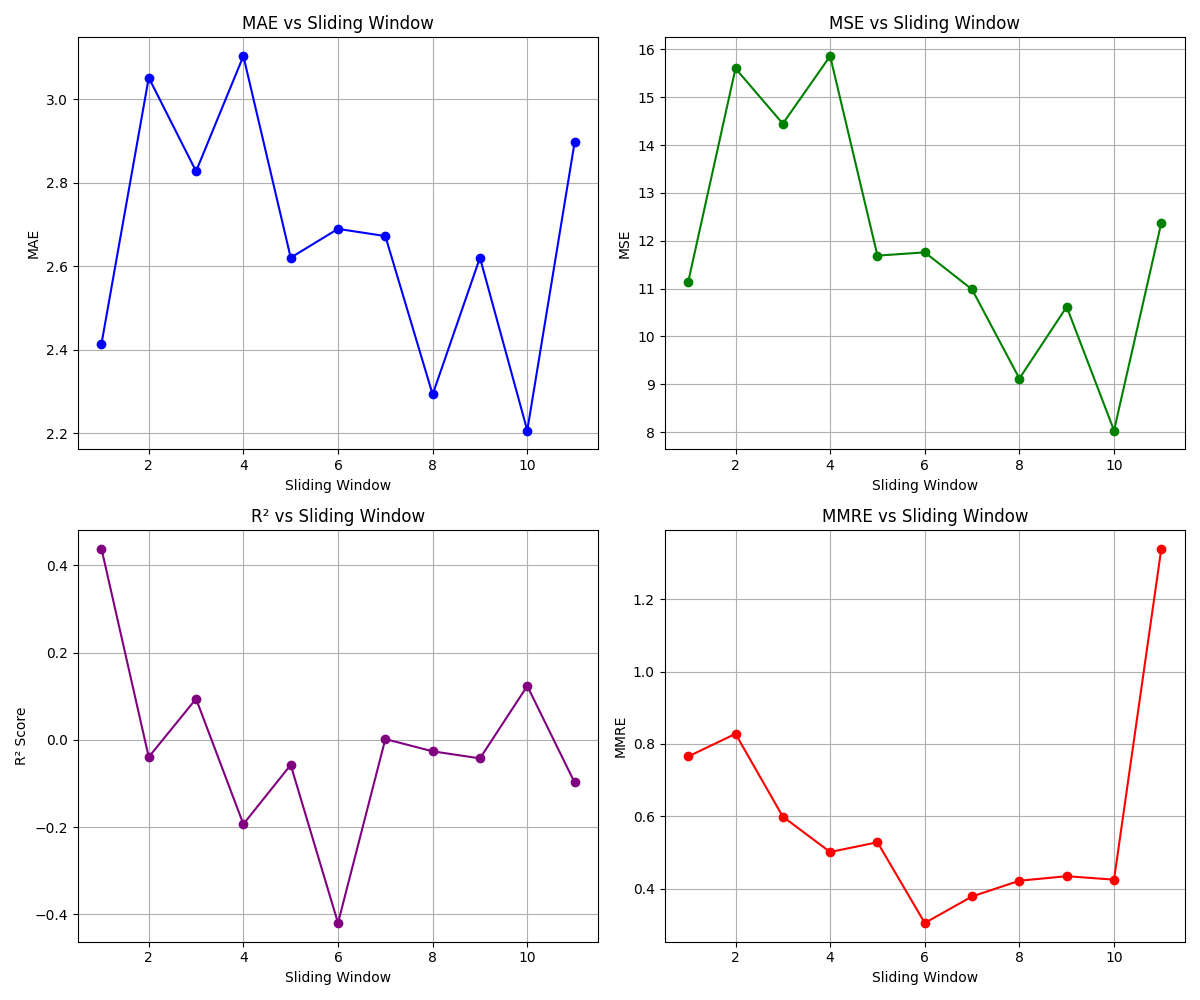 MAE vs Sliding Window
MAE
3.0
2.8
2.6
2.4
2.2
2 4 6 8 10
Sliding Window
MSE vs Sliding Window
MSE
16
15
14
13
12
11
10
9
8
2 4 6 8 10
Sliding Window
R² vs Sliding Window
R² Score
0.4
0.2
0.0
−0.2
−0.4
2 4 6 8 10
Sliding Window
MMRE vs Sliding Window
MMRE
1.2
1.0
0.8
0.6
0.4
2 4 6 8 10
Sliding Window